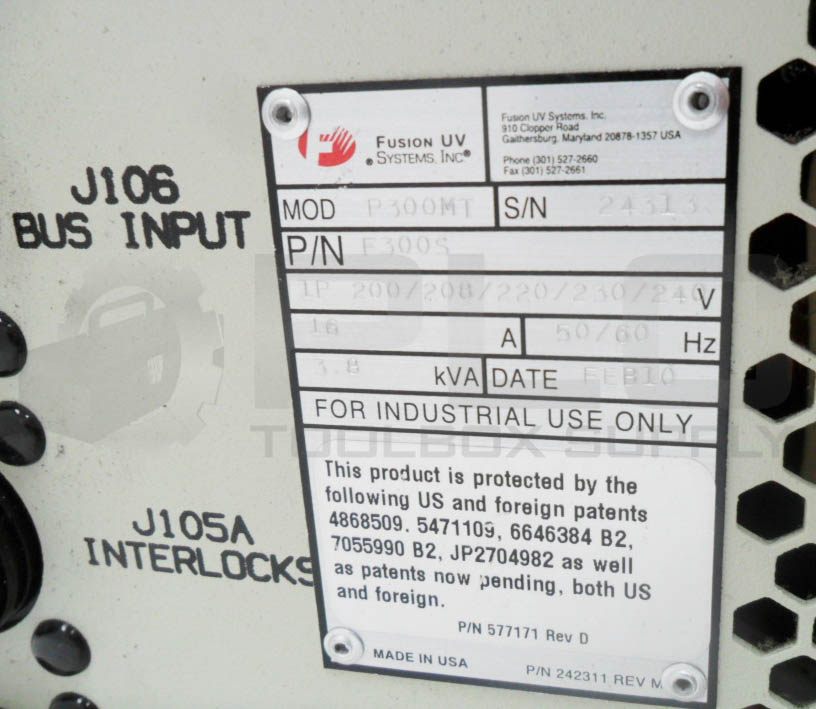 J106
BUS INPUT
J105A
INTERLOCKS
FUSION UV
SYSTEMS, INC®
Fusion UV Systems, Inc.
910 Clopper Road
Gaithersburg, Maryland 20878-1357 USA
Phone (301) 527-2660
Fax (301) 527-2661
MOD P300MT S/N 24313
P/N F300S
1P 200/208/220/230/240 V
16 A 50/60 Hz
3.8 kVA DATE FEB10
FOR INDUSTRIAL USE ONLY
This product is protected by the
following US and foreign patents
4868509. 5471109, 6646384 B2,
7055990 B2, JP2704982 as well
as patents now pending, both US
and foreign.
P/N 577171 Rev D
MADE IN USA P/N 242311 REV M
PLC
TOOLBOX SUPPLY